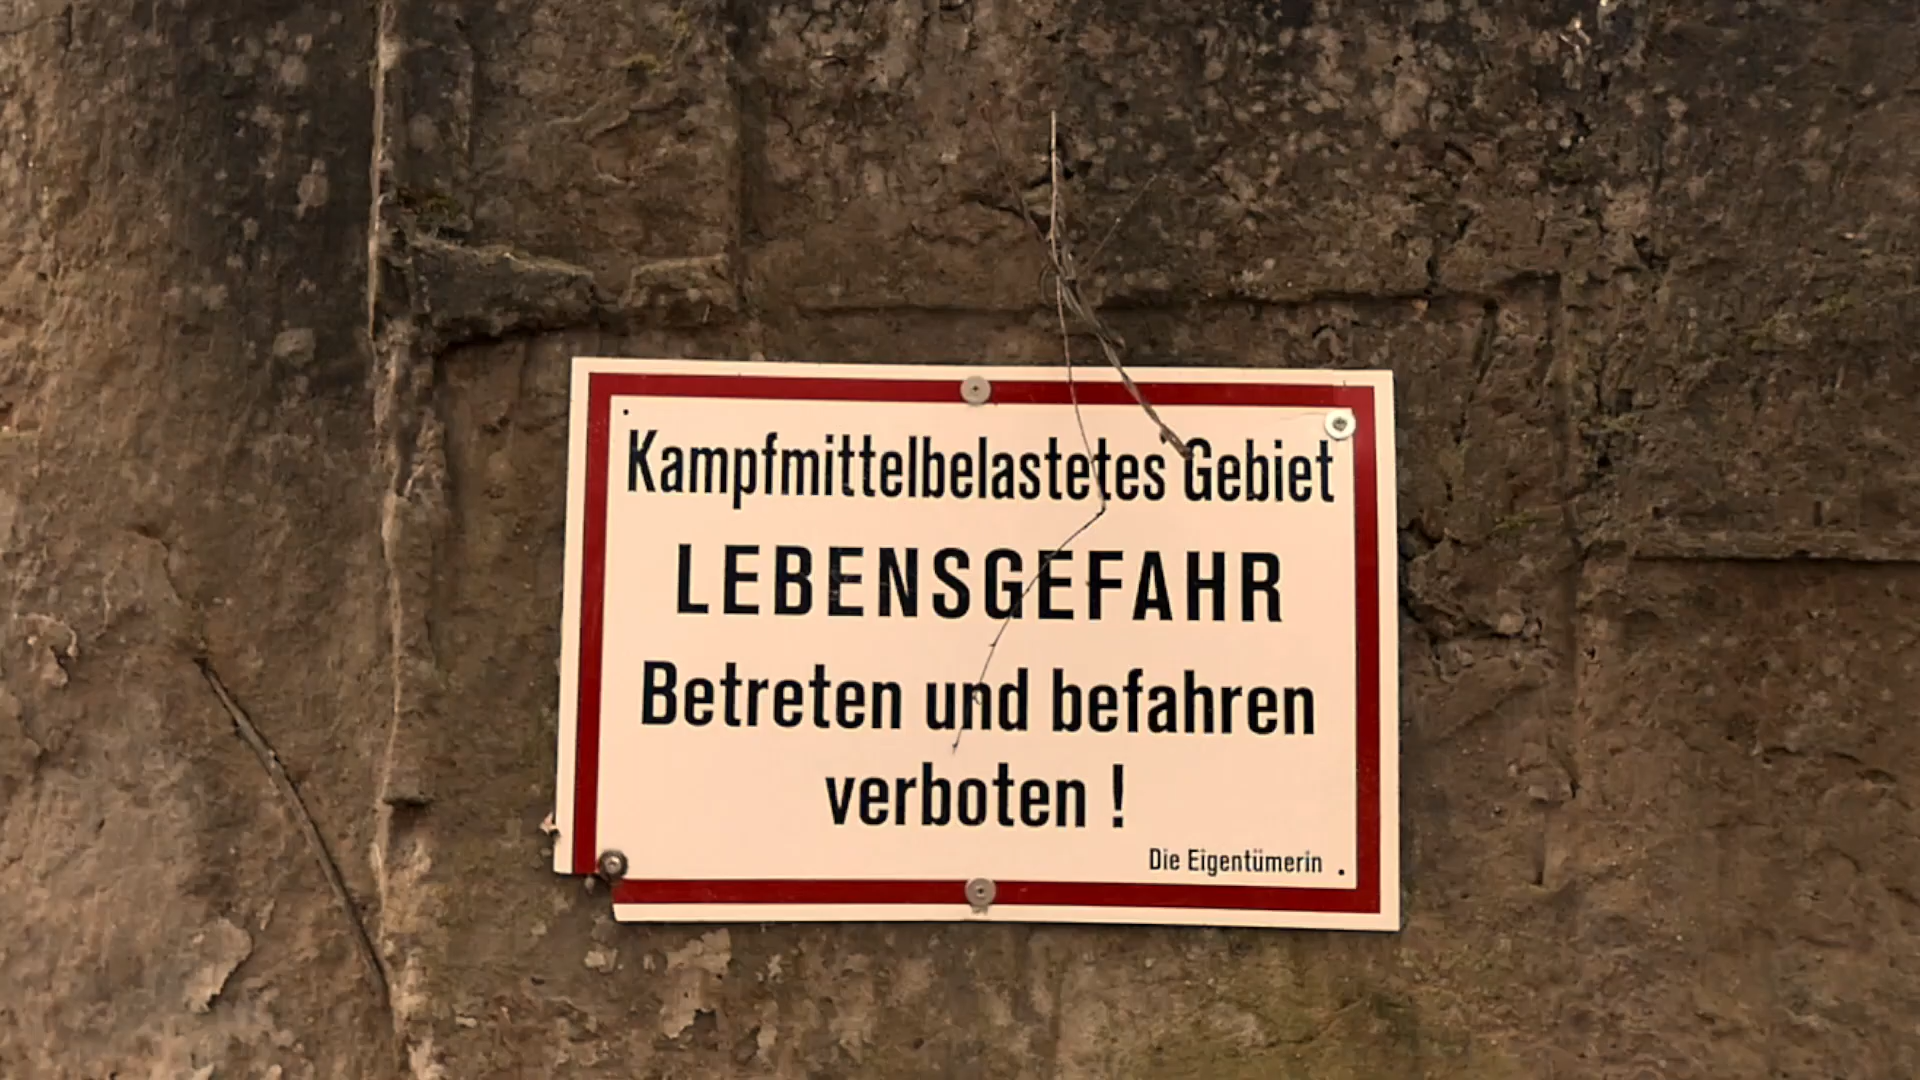 Kampfmittelbelastetes Gebiet
LEBENSGEFAHR
Betreten und befahren
verboten !
Die Eigentümerin